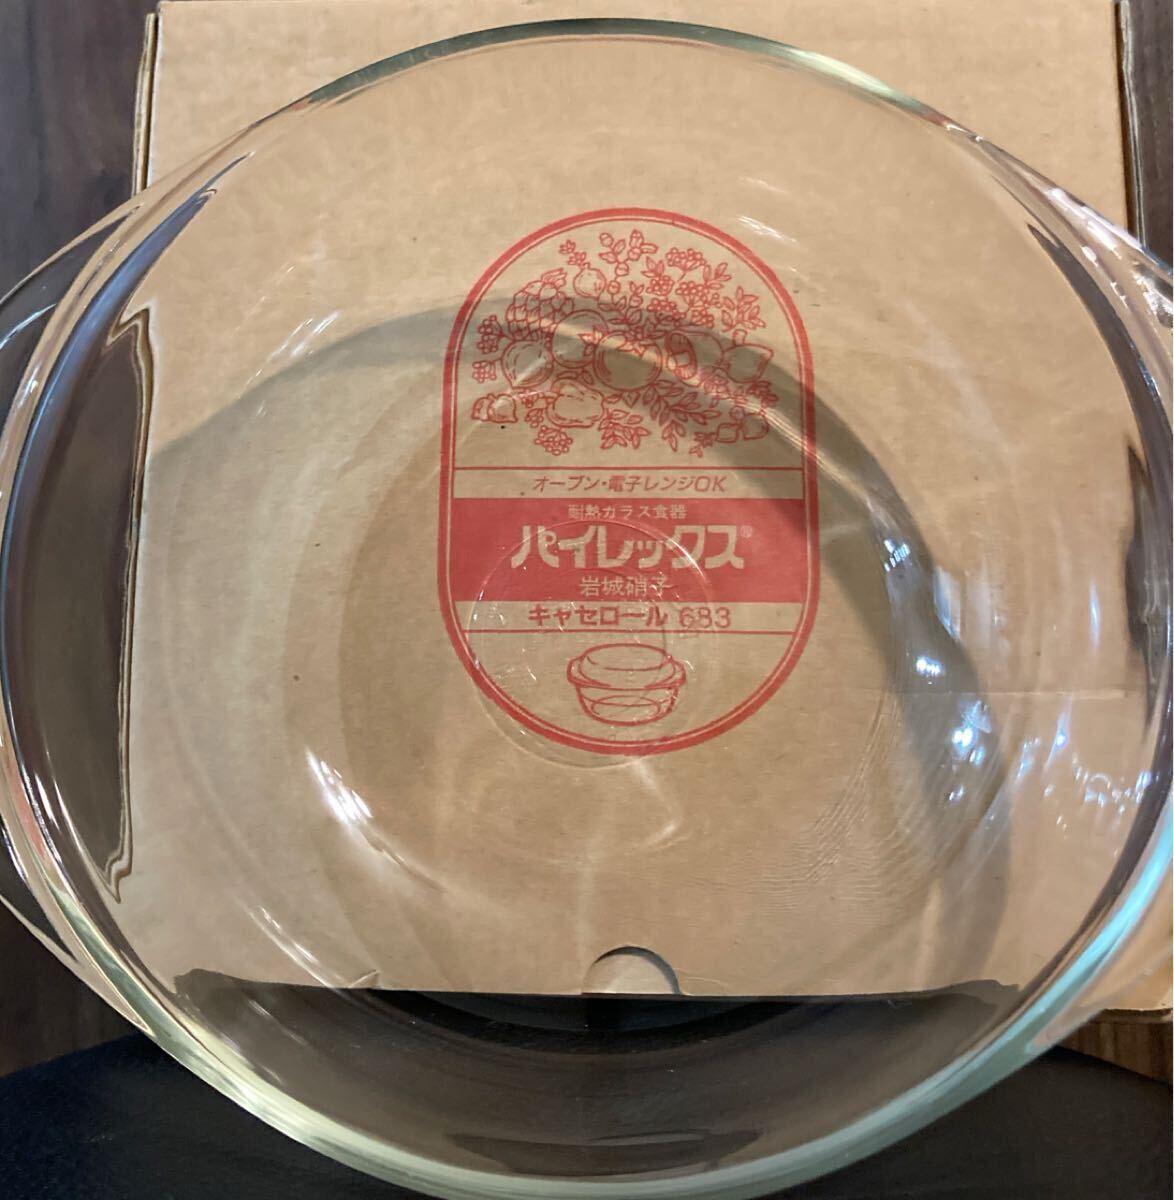 オーブン・電子レンジOK
耐熱ガラス食器
パイレックス®
岩城硝子
キャセロール 683